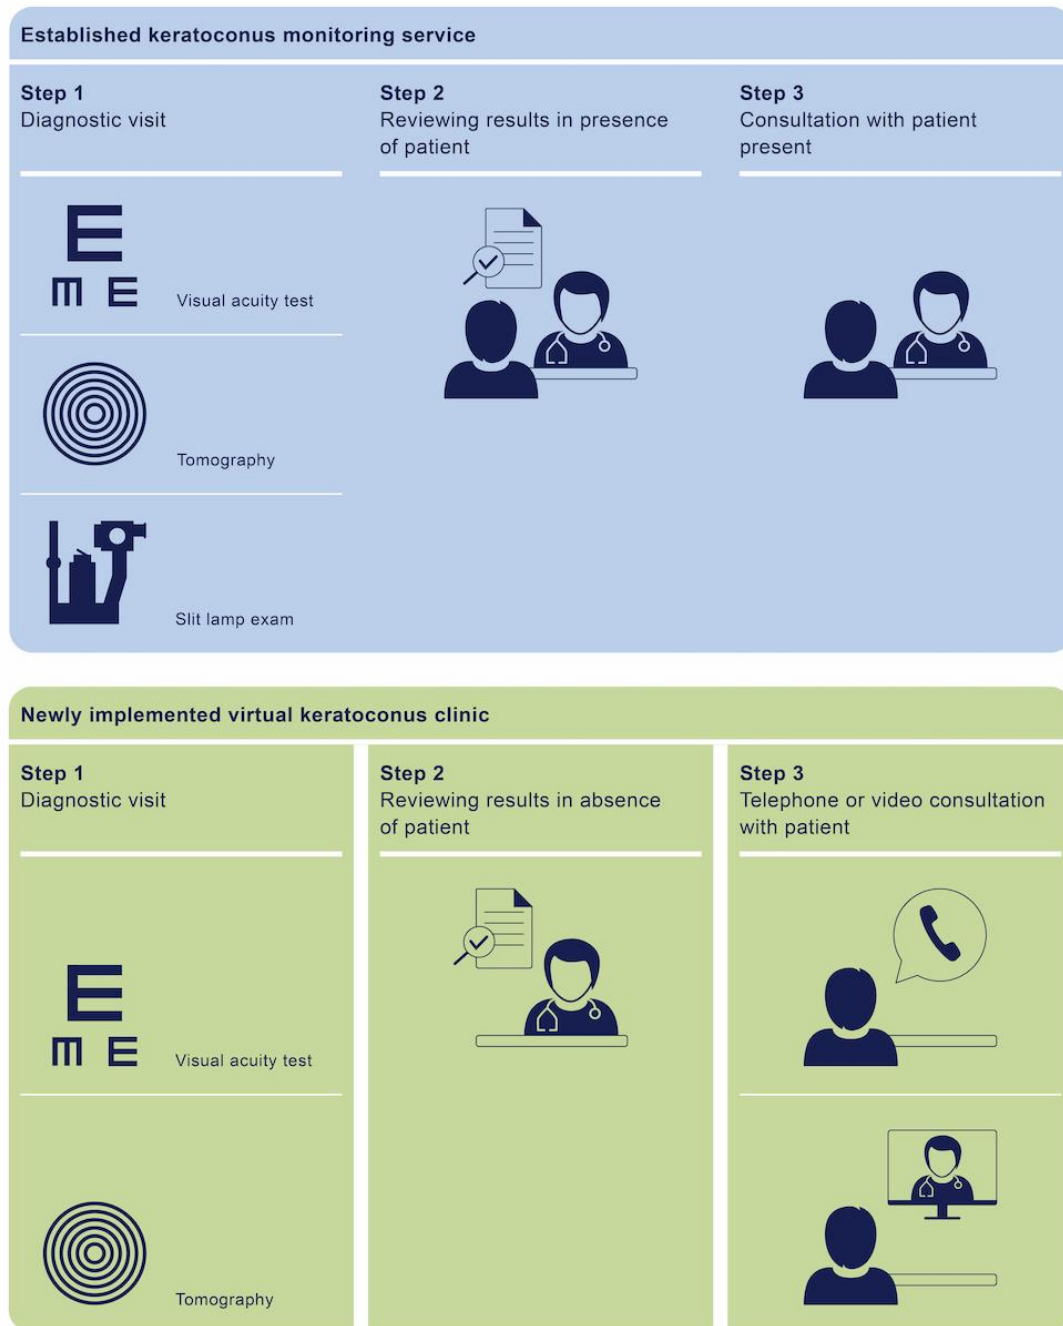 Established keratoconus monitoring service
Step 1
Diagnostic visit
Step 2
Reviewing results in presence
of patient
Step 3
Consultation with patient
present
E
m E
Visual acuity test
Tomography
Slit lamp exam
Newly implemented virtual keratoconus clinic
Step 1
Diagnostic visit
Step 2
Reviewing results in absence
of patient
Step 3
Telephone or video consultation
with patient
E
m E
Visual acuity test
Tomography